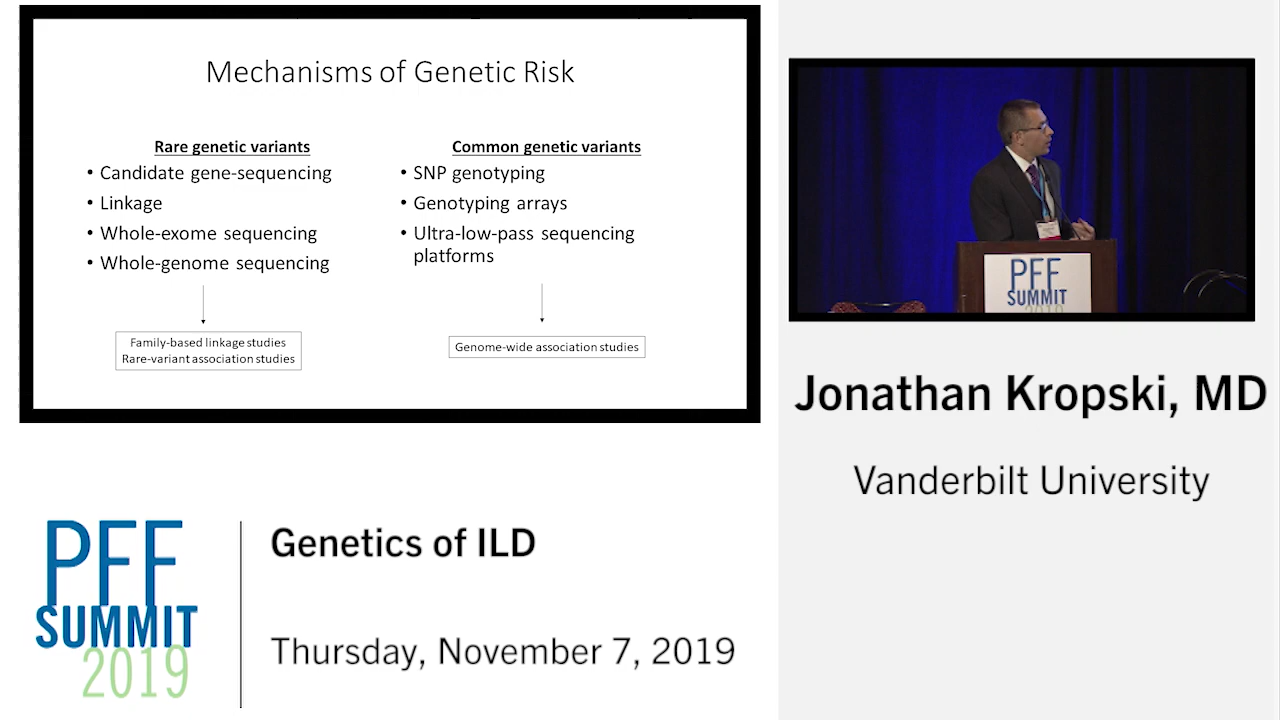 Mechanisms of Genetic Risk
Rare genetic variants
• Candidate gene-sequencing
• Linkage
• Whole-exome sequencing
• Whole-genome sequencing
Family-based linkage studies
Rare-variant association studies
Common genetic variants
• SNP genotyping
• Genotyping arrays
• Ultra-low-pass sequencing
platforms
Genome-wide association studies
PFF
SUMMIT
2019
Jonathan Kropski, MD
Vanderbilt University
PFF
SUMMIT
2019
Genetics of ILD
Thursday, November 7, 2019